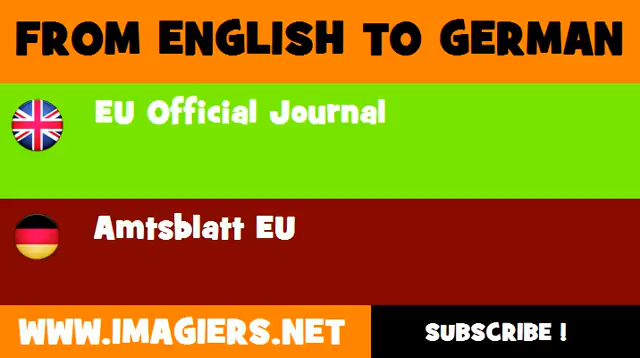 FROM ENGLISH TO GERMAN
EU Official Journal
Amtsblatt EU
WWW.IMAGIERS.NET
SUBSCRIBE !